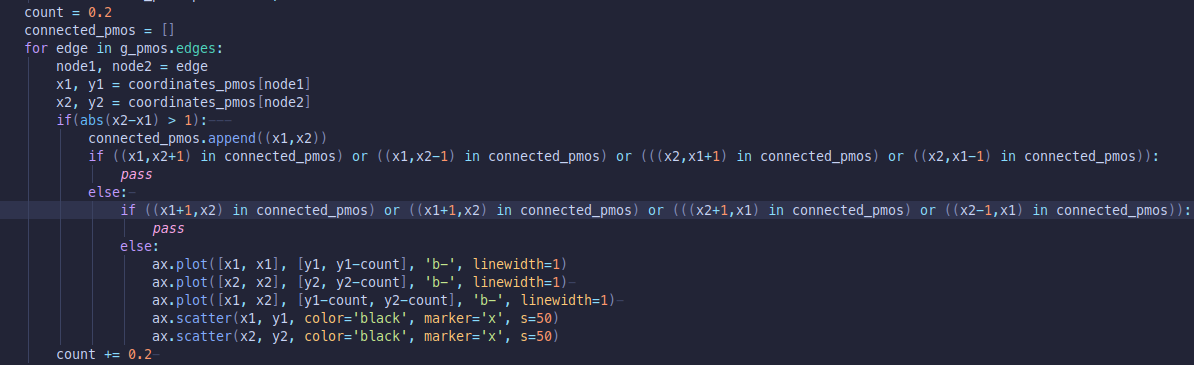 count = 0.2
connected_pmos = []
for edge in g_pmos.edges:
    node1, node2 = edge
    x1, y1 = coordinates_pmos[node1]
    x2, y2 = coordinates_pmos[node2]
    if(abs(x2-x1) > 1):
        connected_pmos.append((x1,x2))
        if ((x1,x2+1) in connected_pmos) or ((x1,x2-1) in connected_pmos) or (((x2,x1+1) in connected_pmos) or ((x2,x1-1) in connected_pmos)):
            pass
        else:
            if ((x1+1,x2) in connected_pmos) or ((x1+1,x2) in connected_pmos) or (((x2+1,x1) in connected_pmos) or ((x2-1,x1) in connected_pmos)):
                pass
            else:
                ax.plot([x1, x1], [y1, y1-count], 'b-', linewidth=1)
                ax.plot([x2, x2], [y2, y2-count], 'b-', linewidth=1)
                ax.plot([x1, x2], [y1-count, y2-count], 'b-', linewidth=1)
                ax.scatter(x1, y1, color='black', marker='x', s=50)
                ax.scatter(x2, y2, color='black', marker='x', s=50)
    count += 0.2